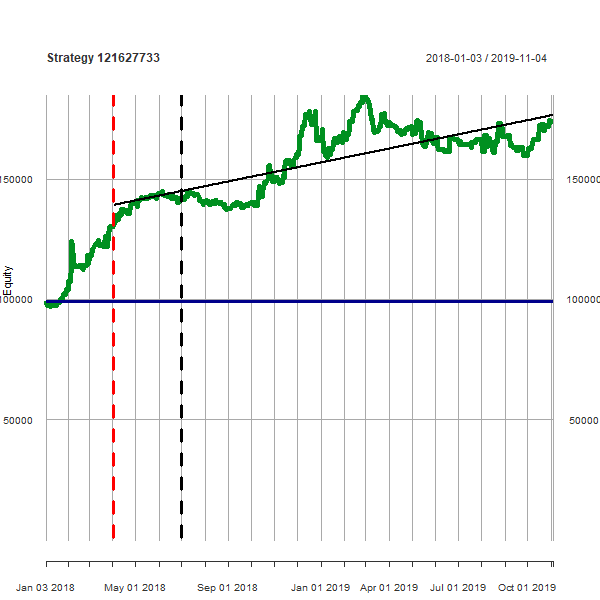 Strategy 121627733
2018-01-03 / 2019-11-04
150000
150000
Equity
100000
100000
50000
50000
Jan 03 2018
May 01 2018
Sep 01 2018
Jan 01 2019
Apr 01 2019
Jul 01 2019
Oct 01 2019